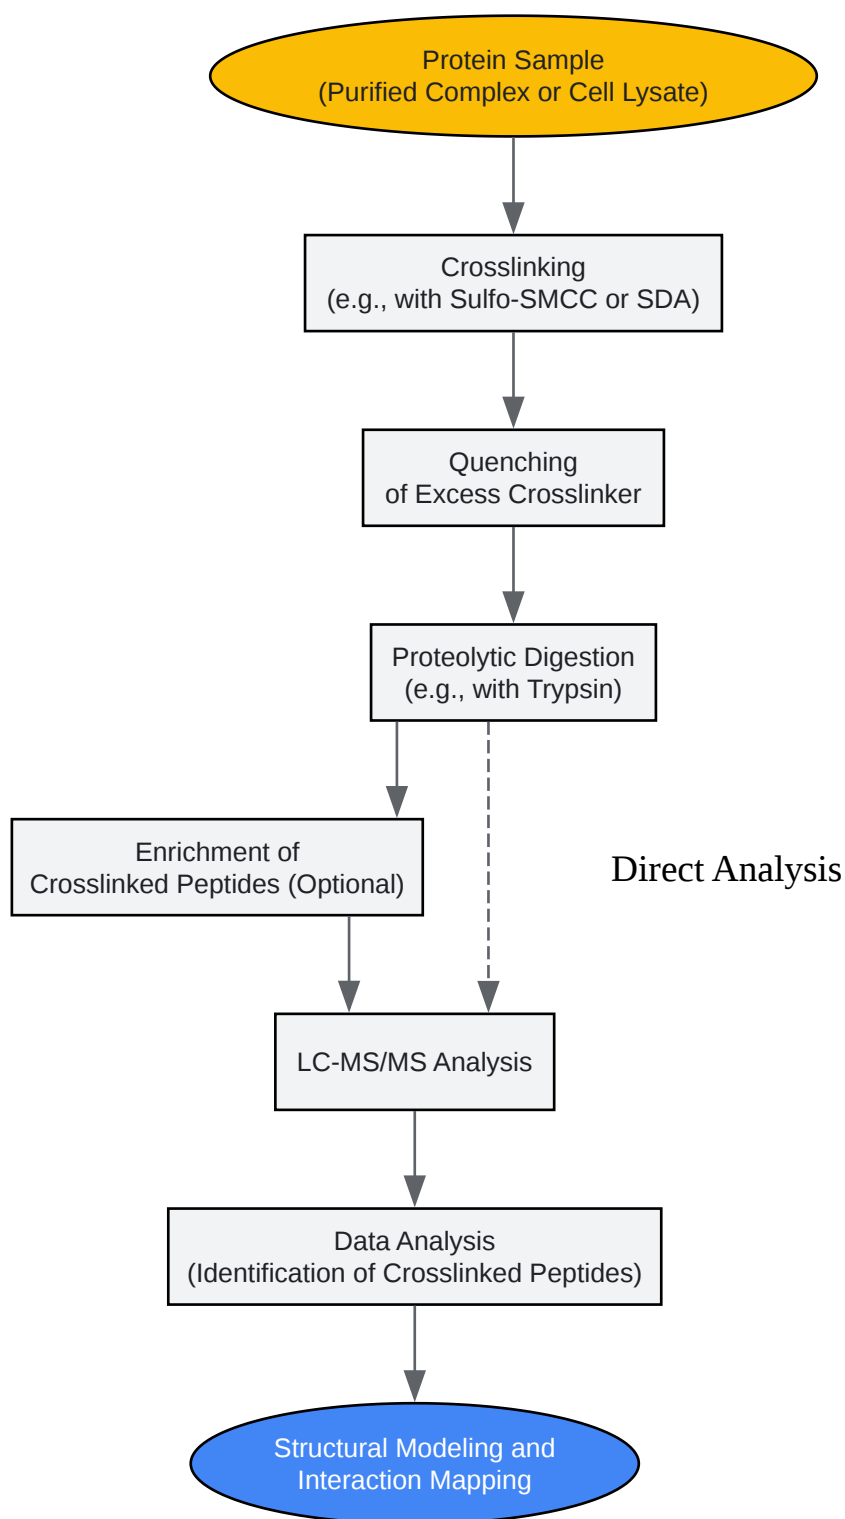 Protein Sample
(Purified Complex or Cell Lysate)
Crosslinking
(e.g., with Sulfo-SMCC or SDA)
Quenching
of Excess Crosslinker
Proteolytic Digestion
(e.g., with Trypsin)
Enrichment of
Crosslinked Peptides (Optional)
Direct Analysis
LC-MS/MS Analysis
Data Analysis
(Identification of Crosslinked Peptides)
Structural Modeling and
Interaction Mapping